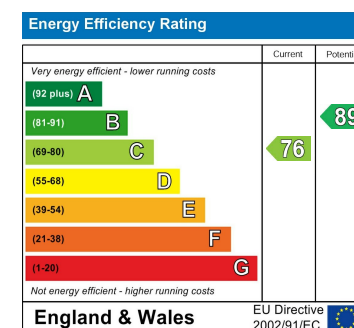 Energy Efficiency Rating
Current Potenti
Very energy efficient - lower running costs
(92 plus) A
(81-91) B
(69-80) C
(55-68) D
(39-54) E
(21-38) F
(1-20) G
76
89
Not energy efficient - higher running costs
England & Wales
EU Directive
2002/91/EC